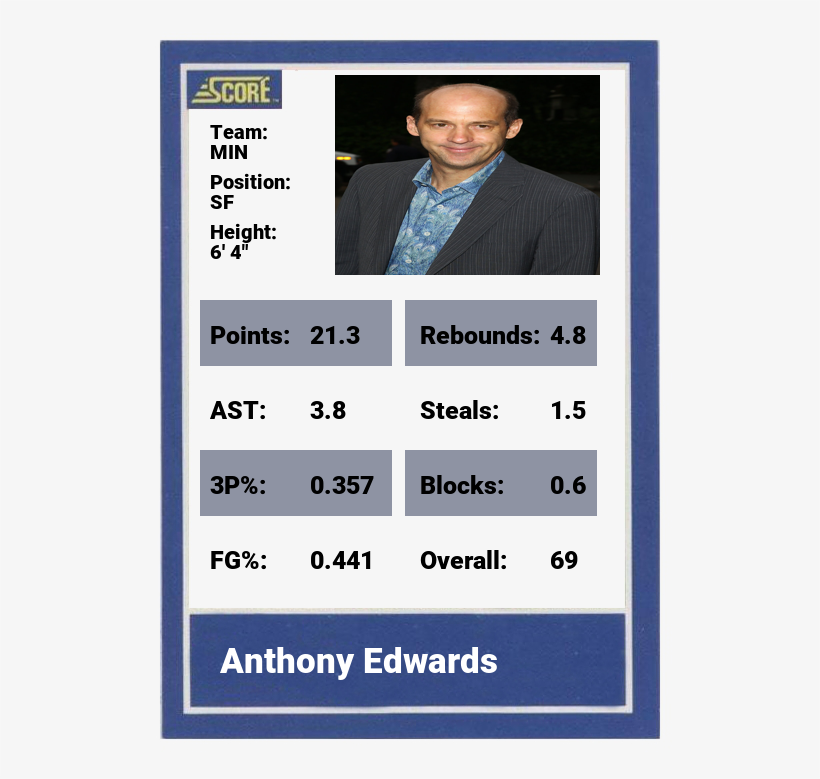 SCORE™
Team:
MIN
Position:
SF
Height:
6' 4"
Points: 21.3 Rebounds: 4.8
AST: 3.8 Steals: 1.5
3P%: 0.357 Blocks: 0.6
FG%: 0.441 Overall: 69
Anthony Edwards